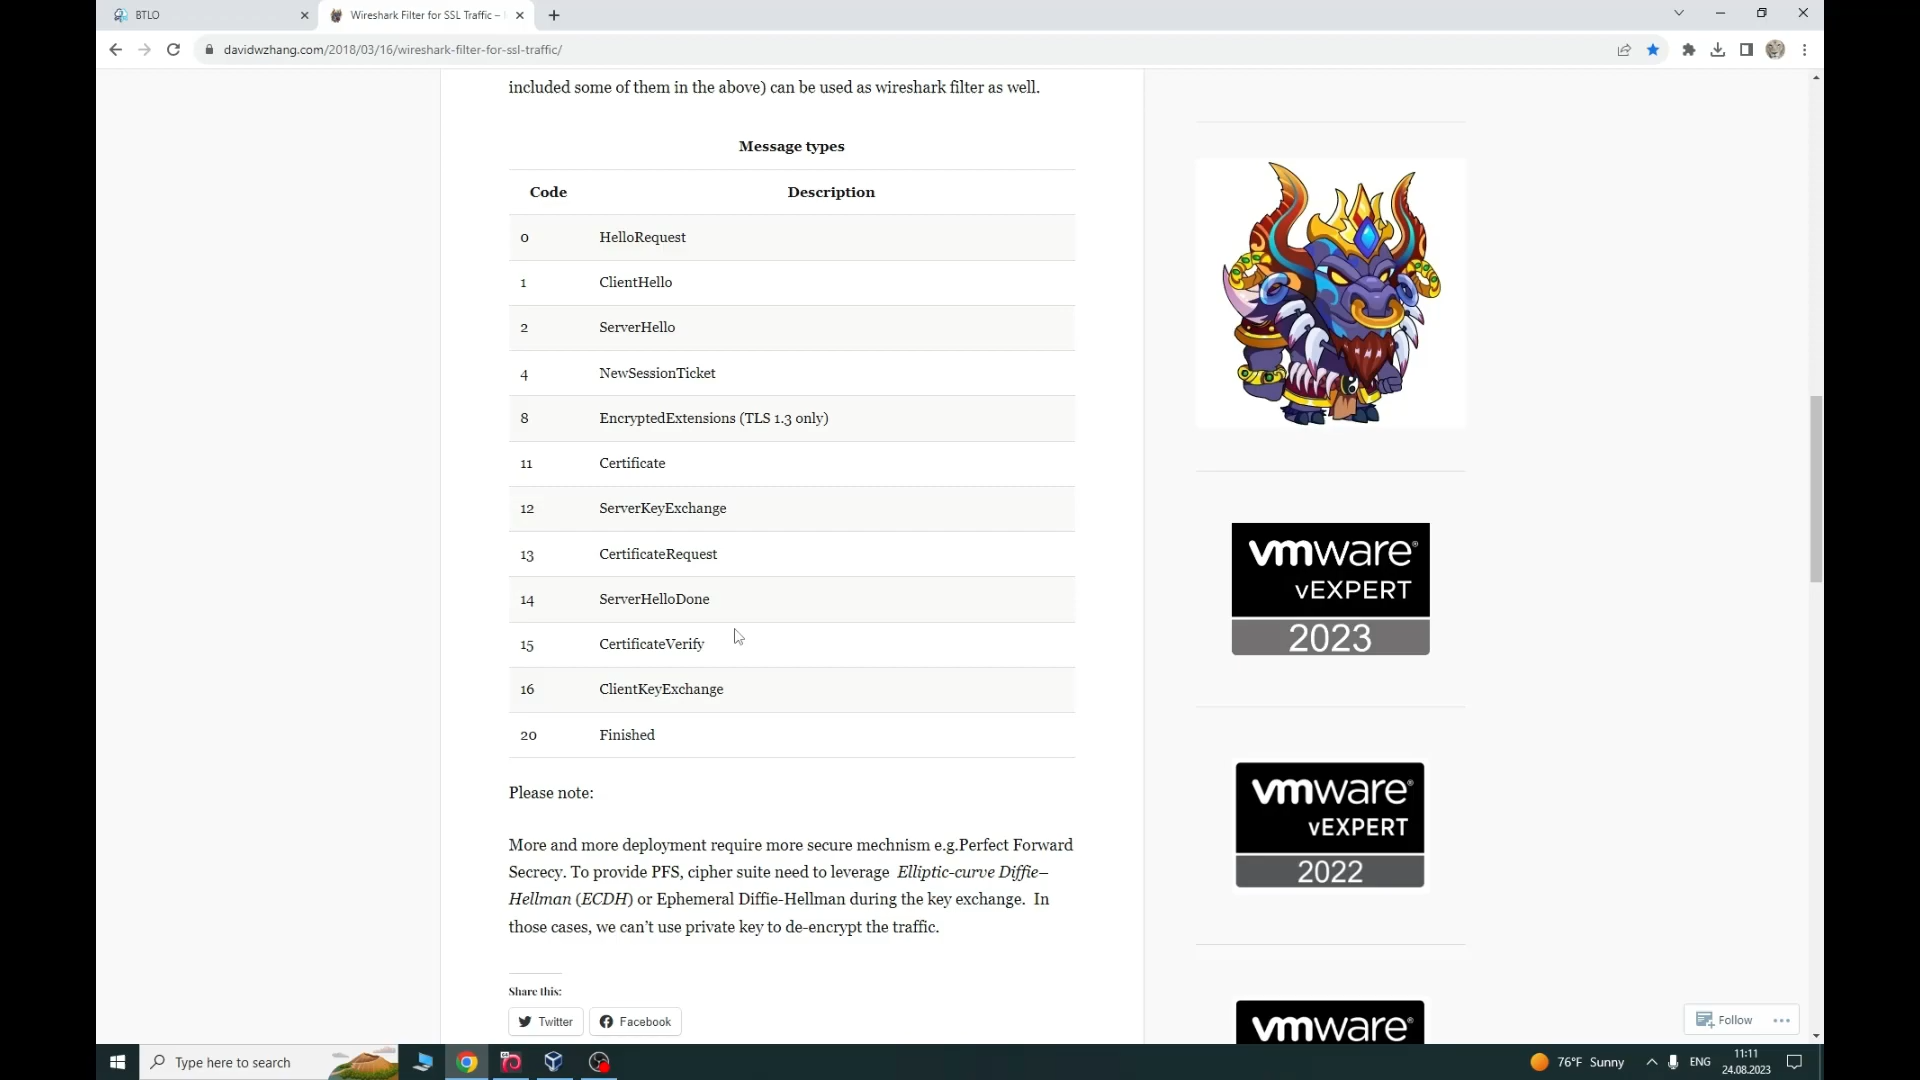 BTLO
Wireshark Filter for SSL Traffic –
davidwzhang.com/2018/03/16/wireshark-filter-for-ssl-traffic/
included some of them in the above) can be used as wireshark filter as well.
Message types
Code Description
0 HelloRequest
1 ClientHello
2 ServerHello
4 NewSessionTicket
8 EncryptedExtensions (TLS 1.3 only)
11 Certificate
12 ServerKeyExchange
13 CertificateRequest
14 ServerHelloDone
15 CertificateVerify
16 ClientKeyExchange
20 Finished
Please note:
More and more deployment require more secure mechnism e.g.Perfect Forward
Secrecy. To provide PFS, cipher suite need to leverage Elliptic-curve Diffie–
Hellman (ECDH) or Ephemeral Diffie-Hellman during the key exchange. In
those cases, we can’t use private key to de-encrypt the traffic.
Share this:
Twitter
Facebook
vmware®
vEXPERT
2023
vmware®
vEXPERT
2022
vmware®
Follow
Type here to search
76°F Sunny
ENG
11:11
24.08.2023